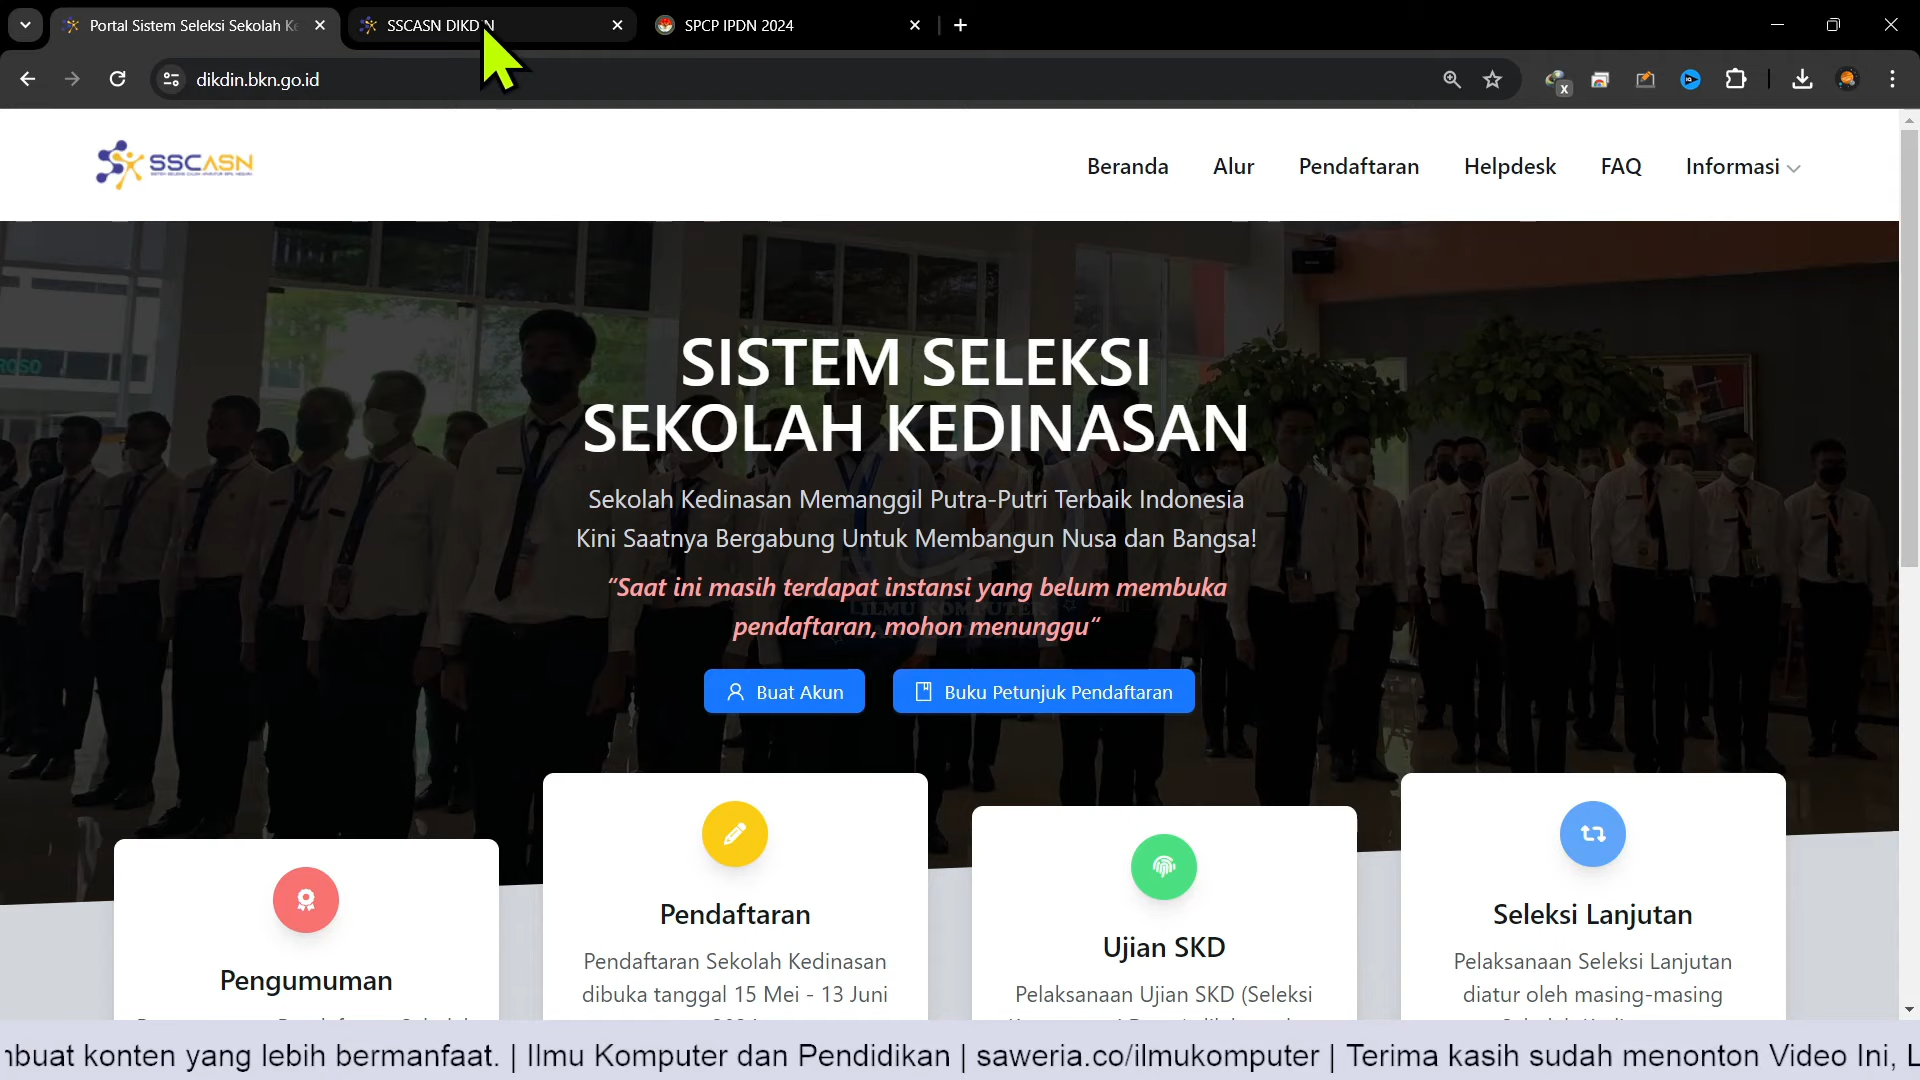 Portal Sistem Seleksi Sekolah Ke
SSCASN DIKDIN
SPCP IPDN 2024
dikdin.bkn.go.id
SSCASN
Beranda
Alur
Pendaftaran
Helpdesk
FAQ
Informasi
SISTEM SELEKSI
SEKOLAH KEDINASAN
Sekolah Kedinasan Memanggil Putra-Putri Terbaik Indonesia
Kini Saatnya Bergabung Untuk Membangun Nusa dan Bangsa!
“Saat ini masih terdapat instansi yang belum membuka
pendaftaran, mohon menunggu“
ILMU KOMPUTER
Buat Akun
Buku Petunjuk Pendaftaran
Pengumuman
Pendaftaran
Pendaftaran Sekolah Kedinasan
dibuka tanggal 15 Mei - 13 Juni
Ujian SKD
Pelaksanaan Ujian SKD (Seleksi
Seleksi Lanjutan
Pelaksanaan Seleksi Lanjutan
diatur oleh masing-masing
nbuat konten yang lebih bermanfaat. | Ilmu Komputer dan Pendidikan | saweria.co/ilmukomputer | Terima kasih sudah menonton Video Ini, L